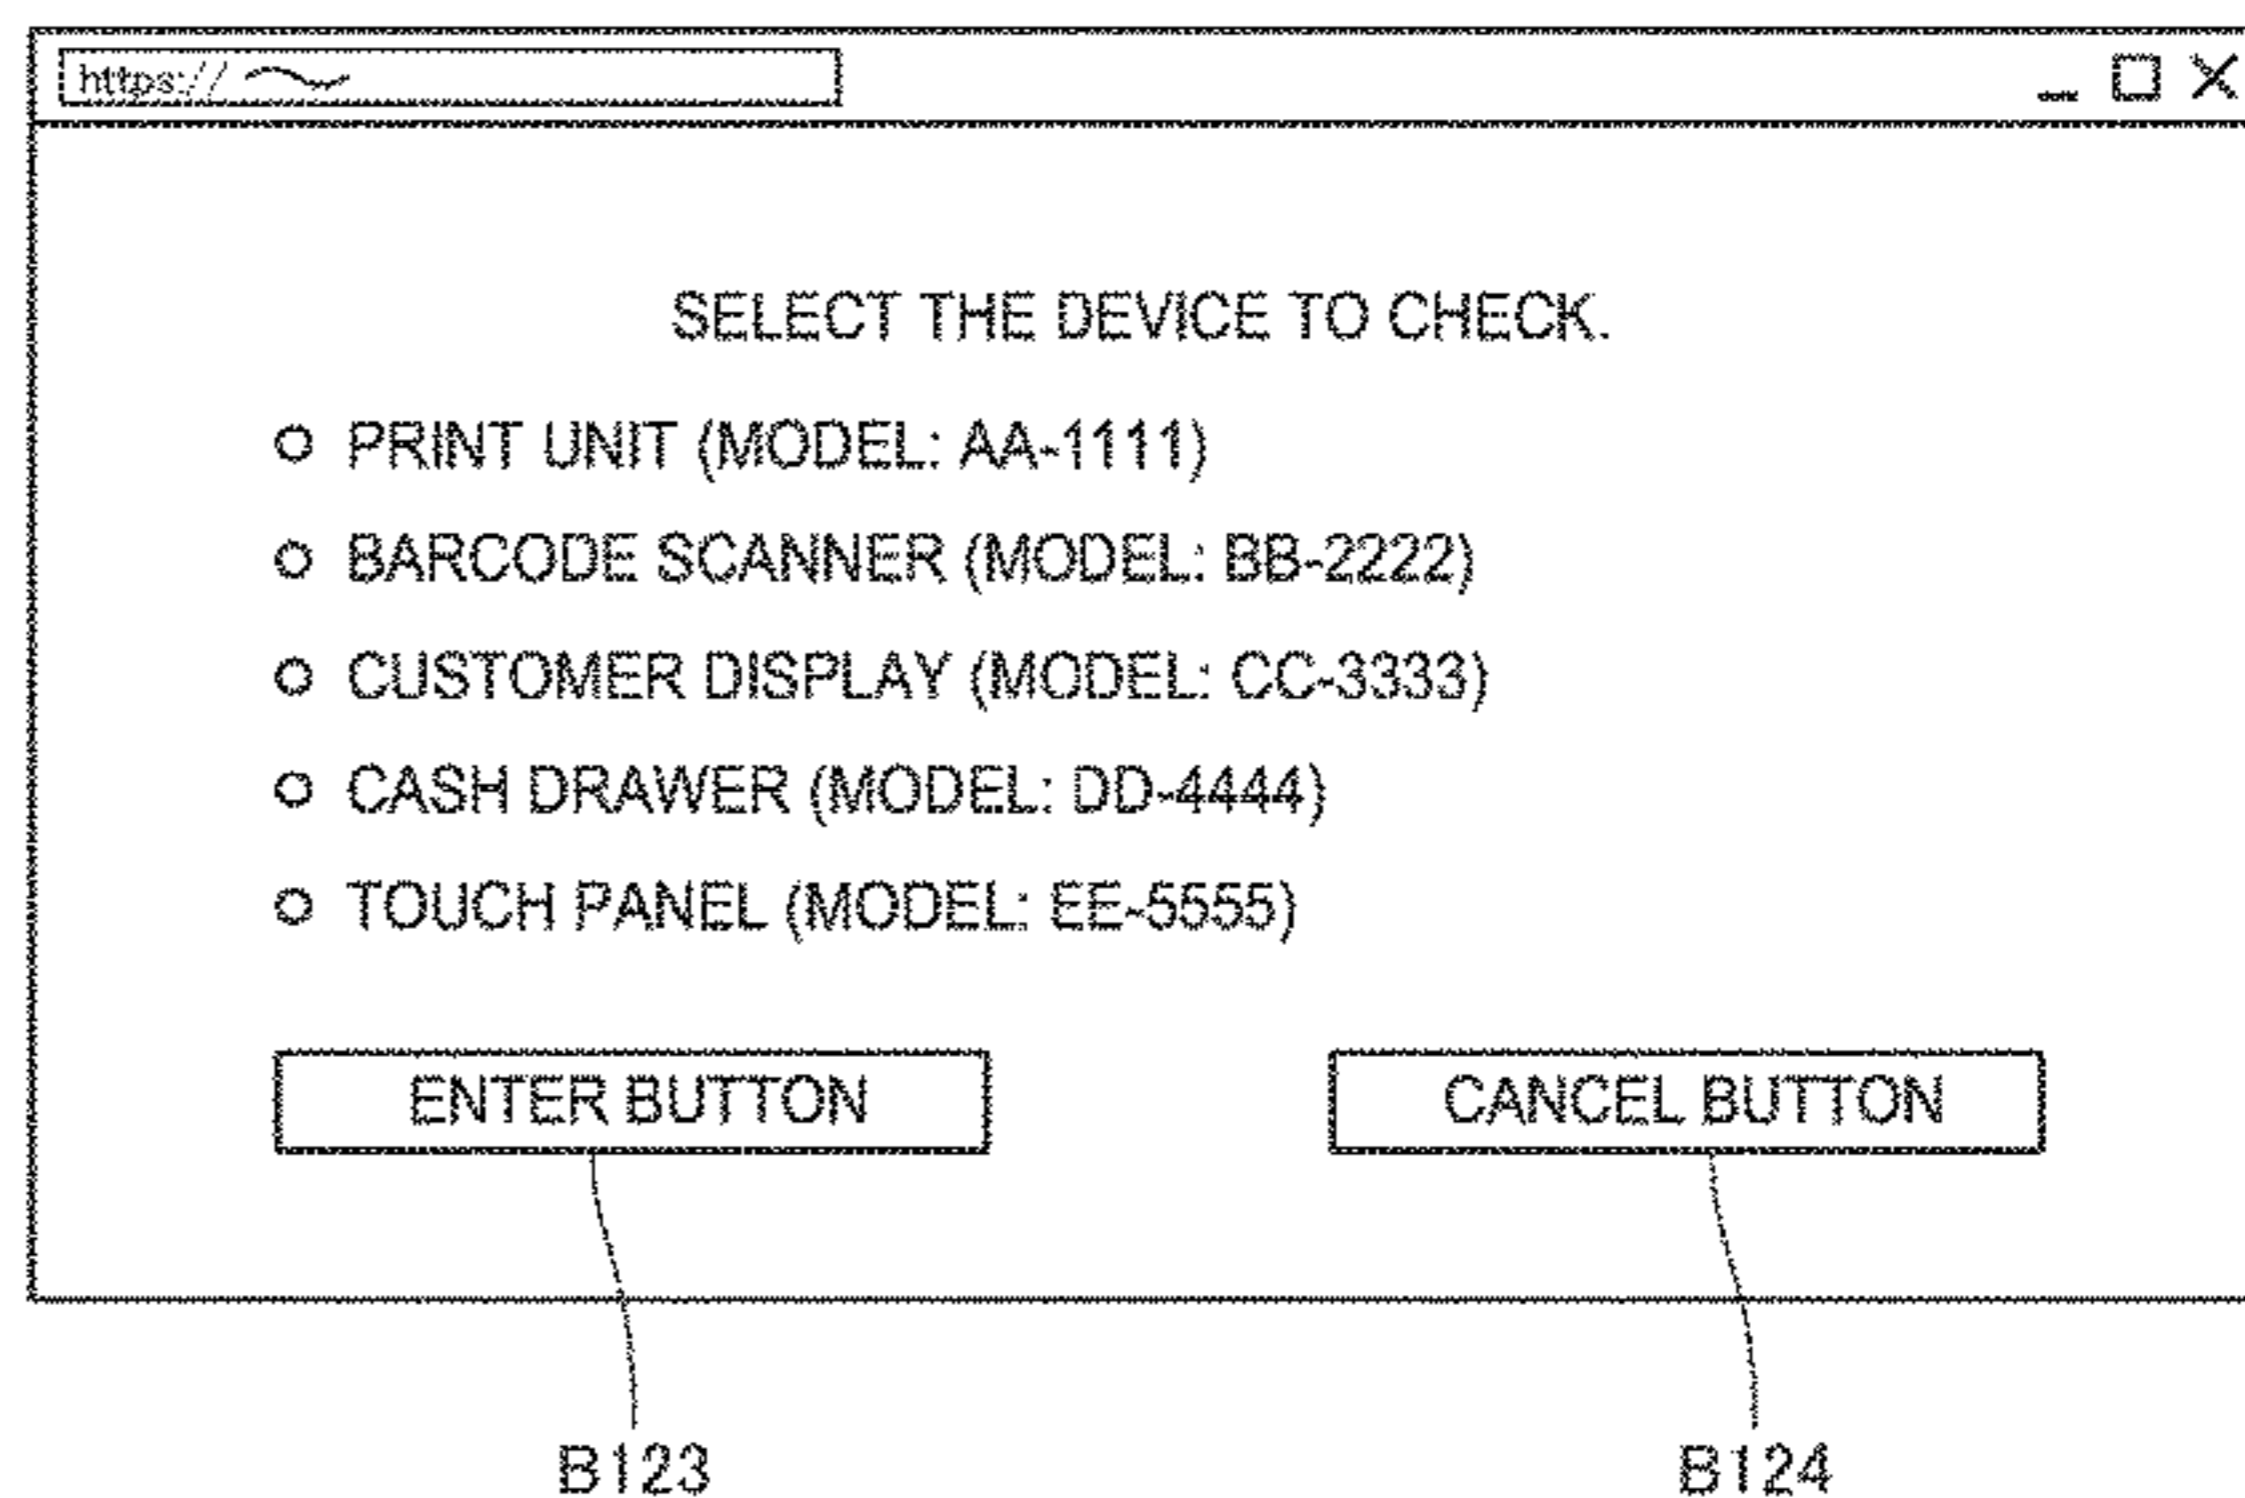 https://
SELECT THE DEVICE TO CHECK.
PRINT UNIT (MODEL: AA-1111)
BARCODE SCANNER (MODEL: BB-2222)
CUSTOMER DISPLAY (MODEL: CC-3333)
CASH DRAWER (MODEL: DD-4444)
TOUCH PANEL (MODEL: EE-5555)
ENTER BUTTON
CANCEL BUTTON
B123
B124